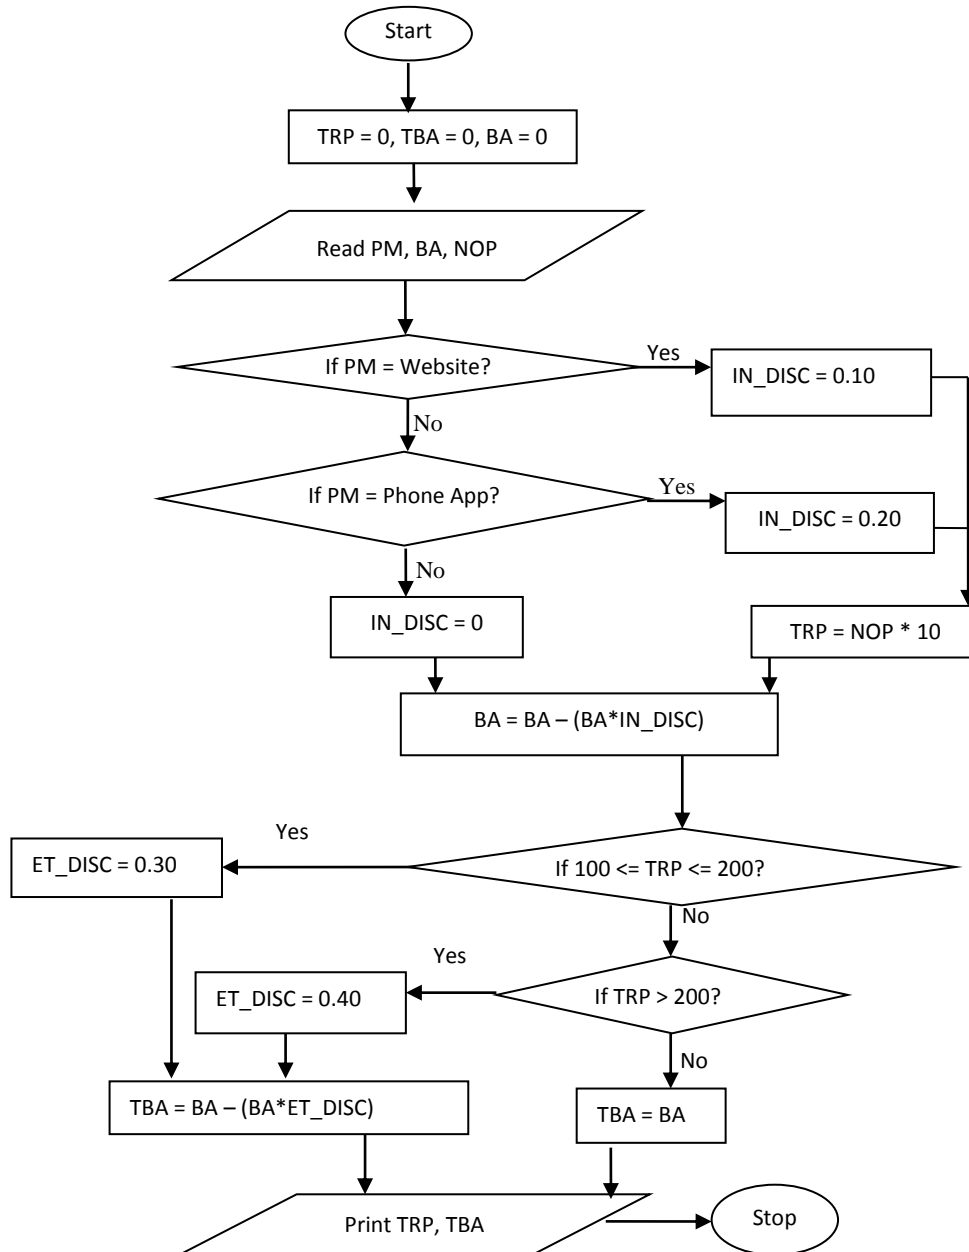 Start
TRP = 0, TBA = 0, BA = 0
Read PM, BA, NOP
If PM = Website?
Yes
IN_DISC = 0.10
No
If PM = Phone App?
Yes
IN_DISC = 0.20
No
IN_DISC = 0
TRP = NOP * 10
BA = BA – (BA*IN_DISC)
Yes
ET_DISC = 0.30
If 100 <= TRP <= 200?
No
Yes
ET_DISC = 0.40
If TRP > 200?
No
TBA = BA – (BA*ET_DISC)
TBA = BA
Print TRP, TBA
Stop